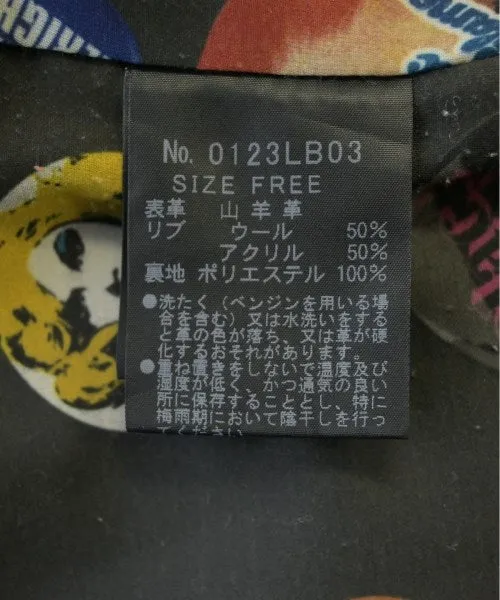 No. 0123LB03
SIZE FREE
表革 山羊革
リブ ウール 50%
アクリル 50%
裏地 ポリエステル 100%
●洗たく（ベンジンを用いる場
合を含む）又は水洗いをする
と革の色が落ち、又は革が硬
化するおそれがあります。
●重ね置きをしないで温度及び
湿度が低く、かつ通気の良い
所に保存することとし、特に
梅雨期において陰干しを行っ
てください